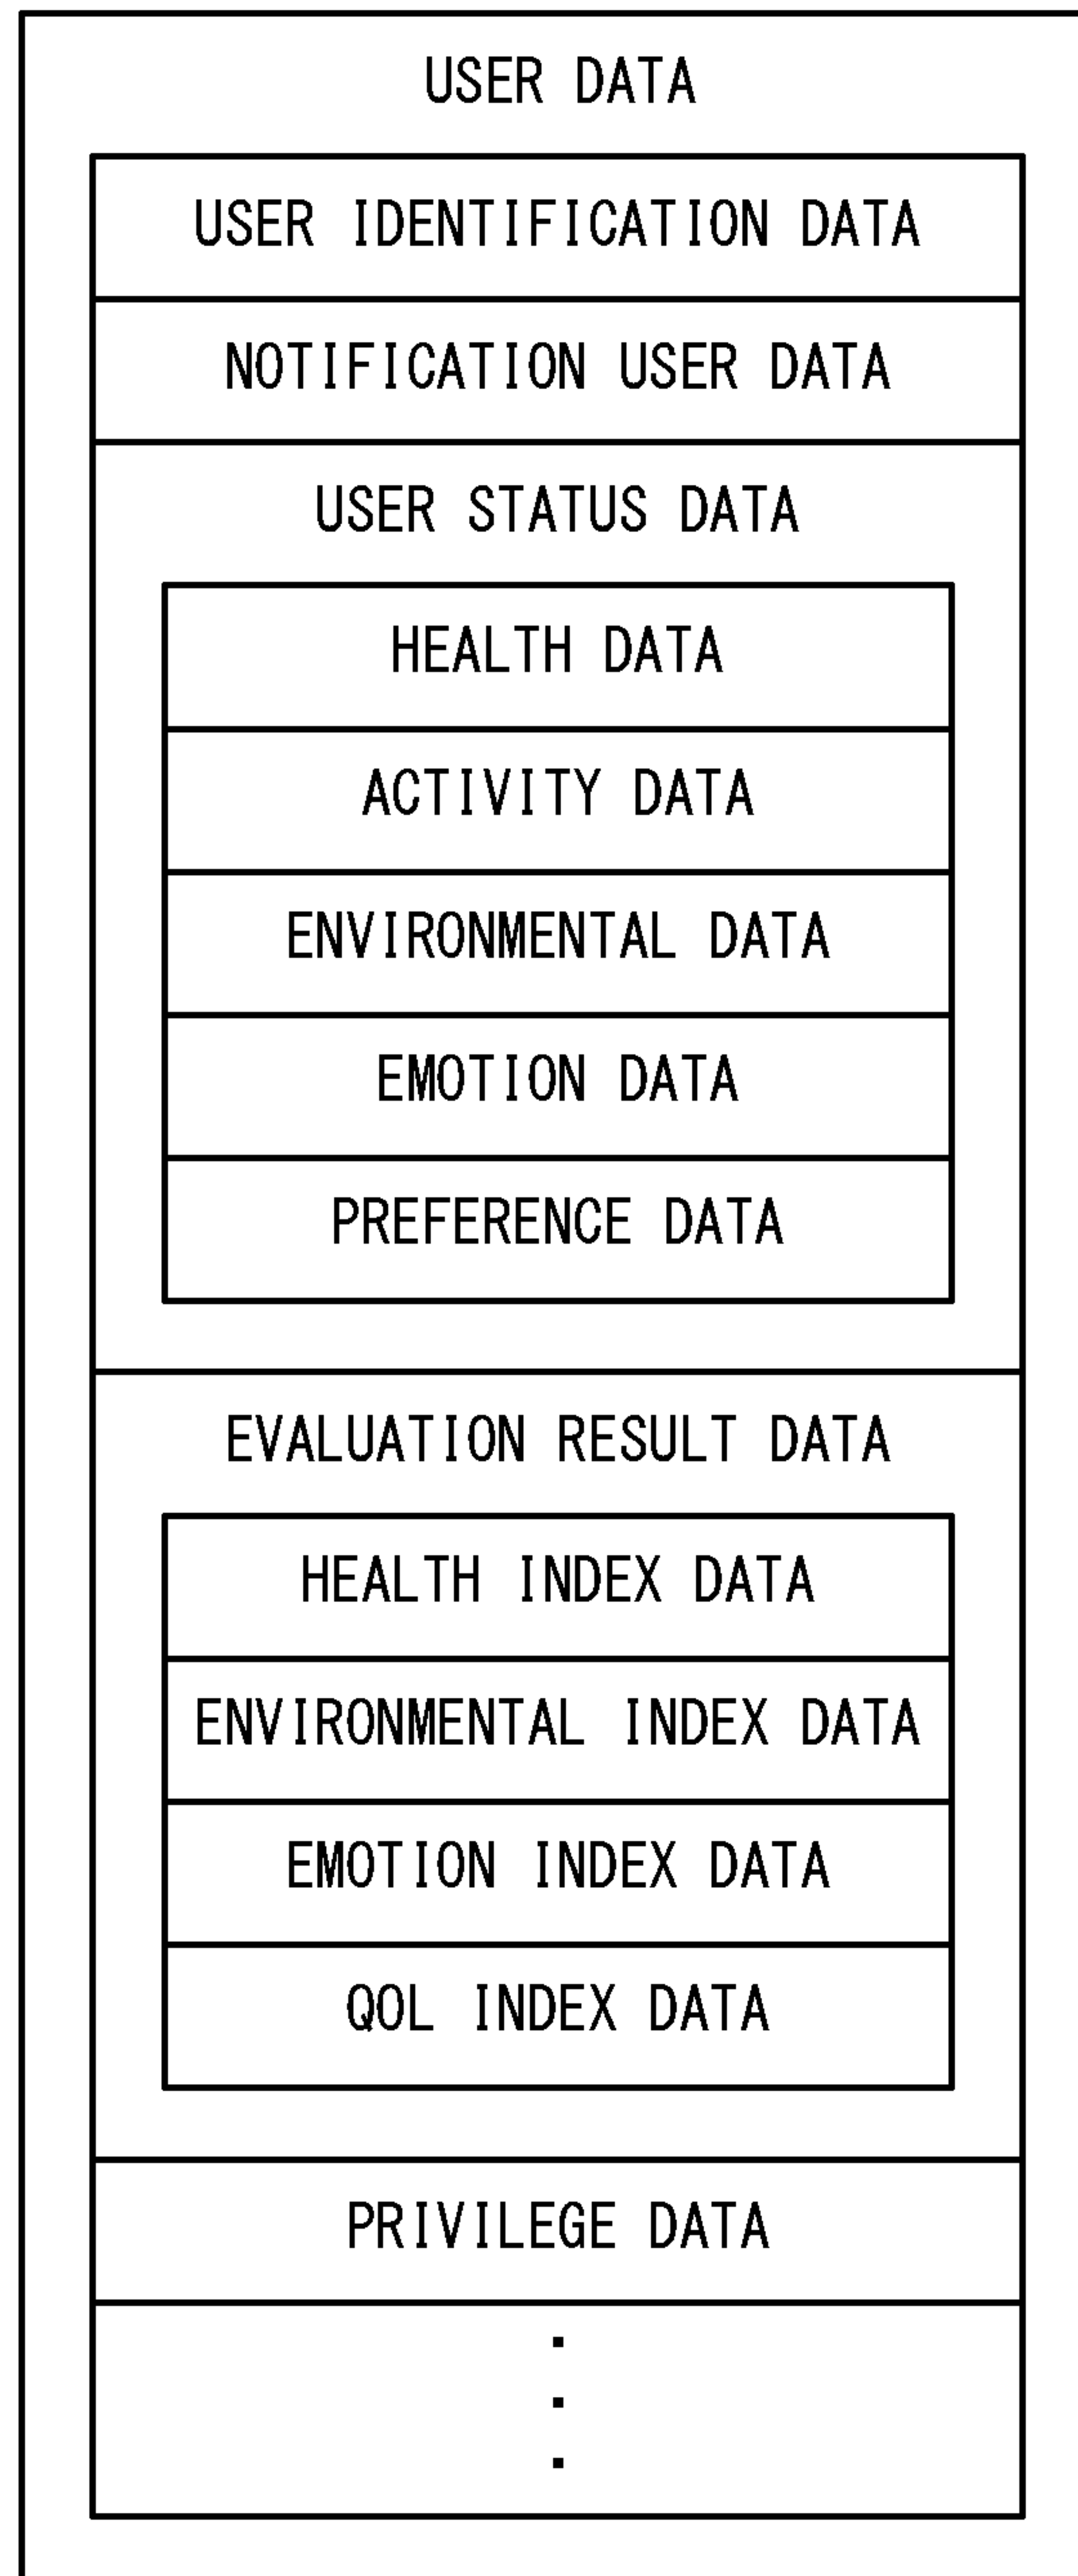 USER DATA
USER IDENTIFICATION DATA
NOTIFICATION USER DATA
USER STATUS DATA
HEALTH DATA
ACTIVITY DATA
ENVIRONMENTAL DATA
EMOTION DATA
PREFERENCE DATA
EVALUATION RESULT DATA
HEALTH INDEX DATA
ENVIRONMENTAL INDEX DATA
EMOTION INDEX DATA
QOL INDEX DATA
PRIVILEGE DATA